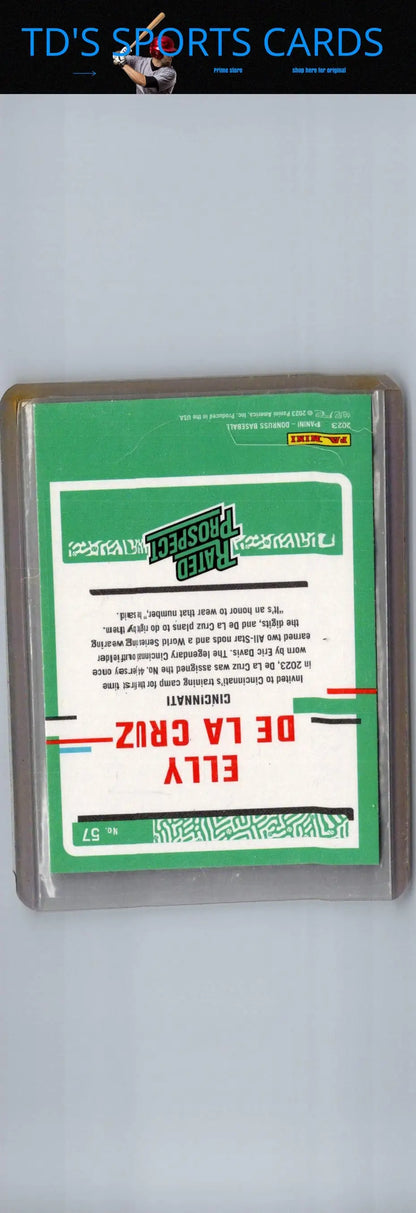 TD'S SPORTS CARDS
Prime store
shop here for original
No. 57
ELLY
DE LA CRUZ
CINCINNATI
Invited to Cincinnati's training camp for the first time
in 2023, De La Cruz was assigned the No. 44 jersey once
worn by Eric Davis. The legendary Cincinnati outfielder
earned two All-Star nods and a World Series ring wearing
the digits, and De La Cruz plans to do right by them.
"It's an honor to wear that number," he said.
RATED
PROSPECT
PANINI
2023 PANINI - DONRUSS BASEBALL
© 2023 Panini America, Inc. Produced in the USA